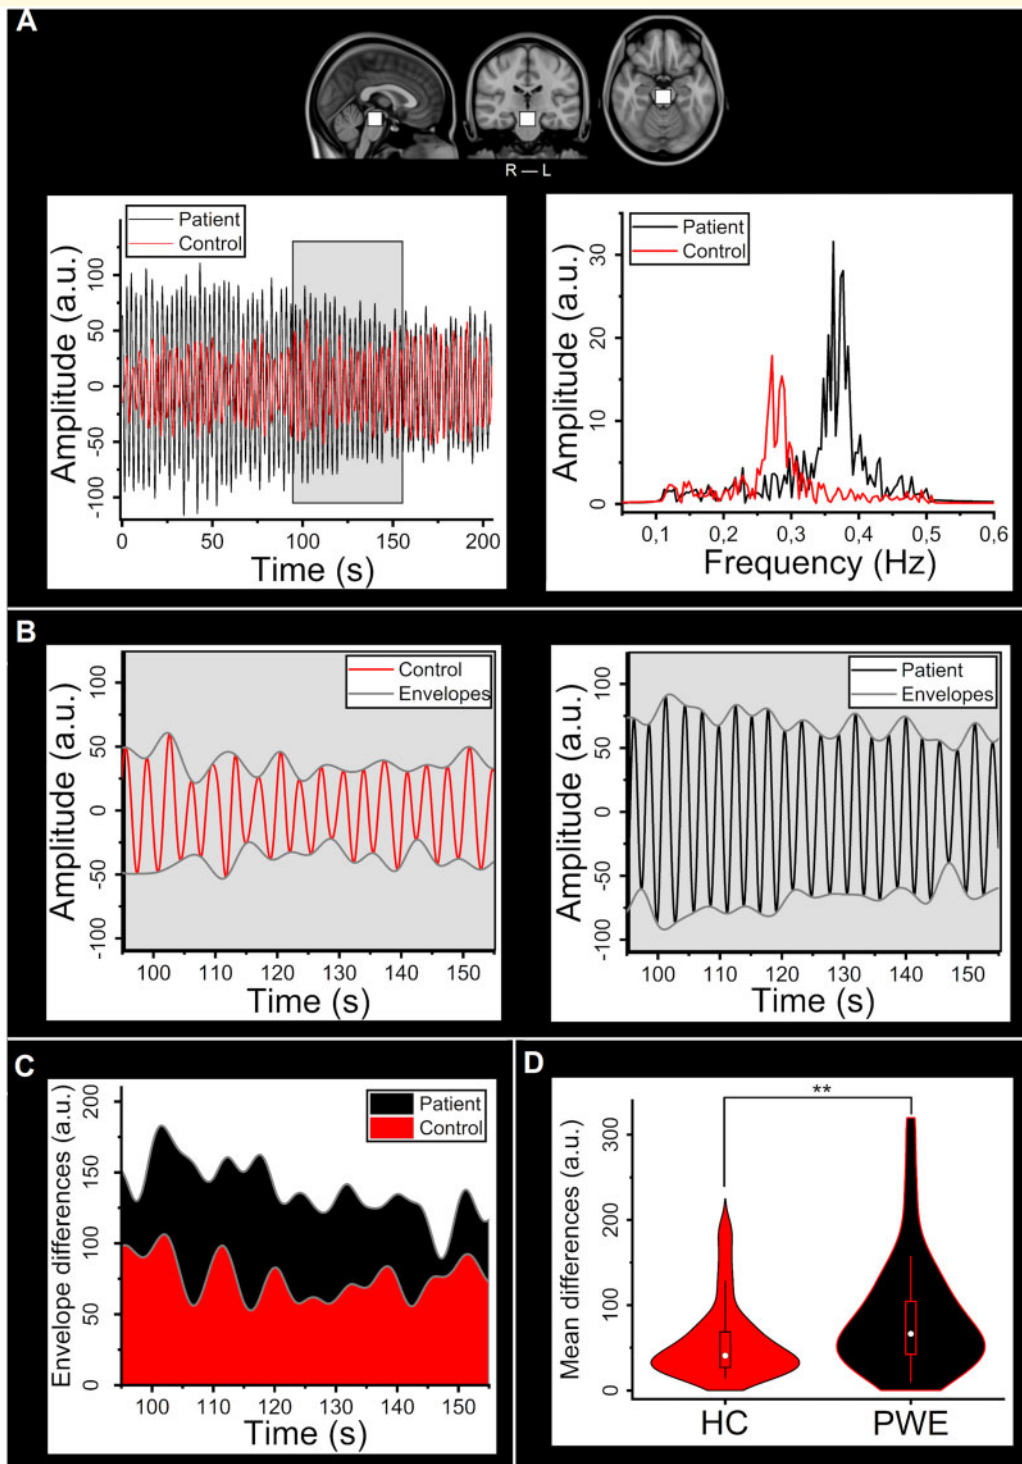 A
R — L
Patient
Control
Amplitude (a.u.)
100
50
0
-50
-100
0
50
100
150
200
Time (s)
Patient
Control
Amplitude (a.u.)
30
20
10
0
0,1
0,2
0,3
0,4
0,5
0,6
Frequency (Hz)
B
Control
Envelopes
Amplitude (a.u.)
100
50
0
-50
-100
100
110
120
130
140
150
Time (s)
Patient
Envelopes
Amplitude (a.u.)
100
50
0
-50
-100
100
110
120
130
140
150
Time (s)
C
Patient
Control
Envelope differences (a.u.)
200
150
100
50
0
100
110
120
130
140
150
Time (s)
D
**
Mean differences (a.u.)
300
200
100
0
HC
PWE